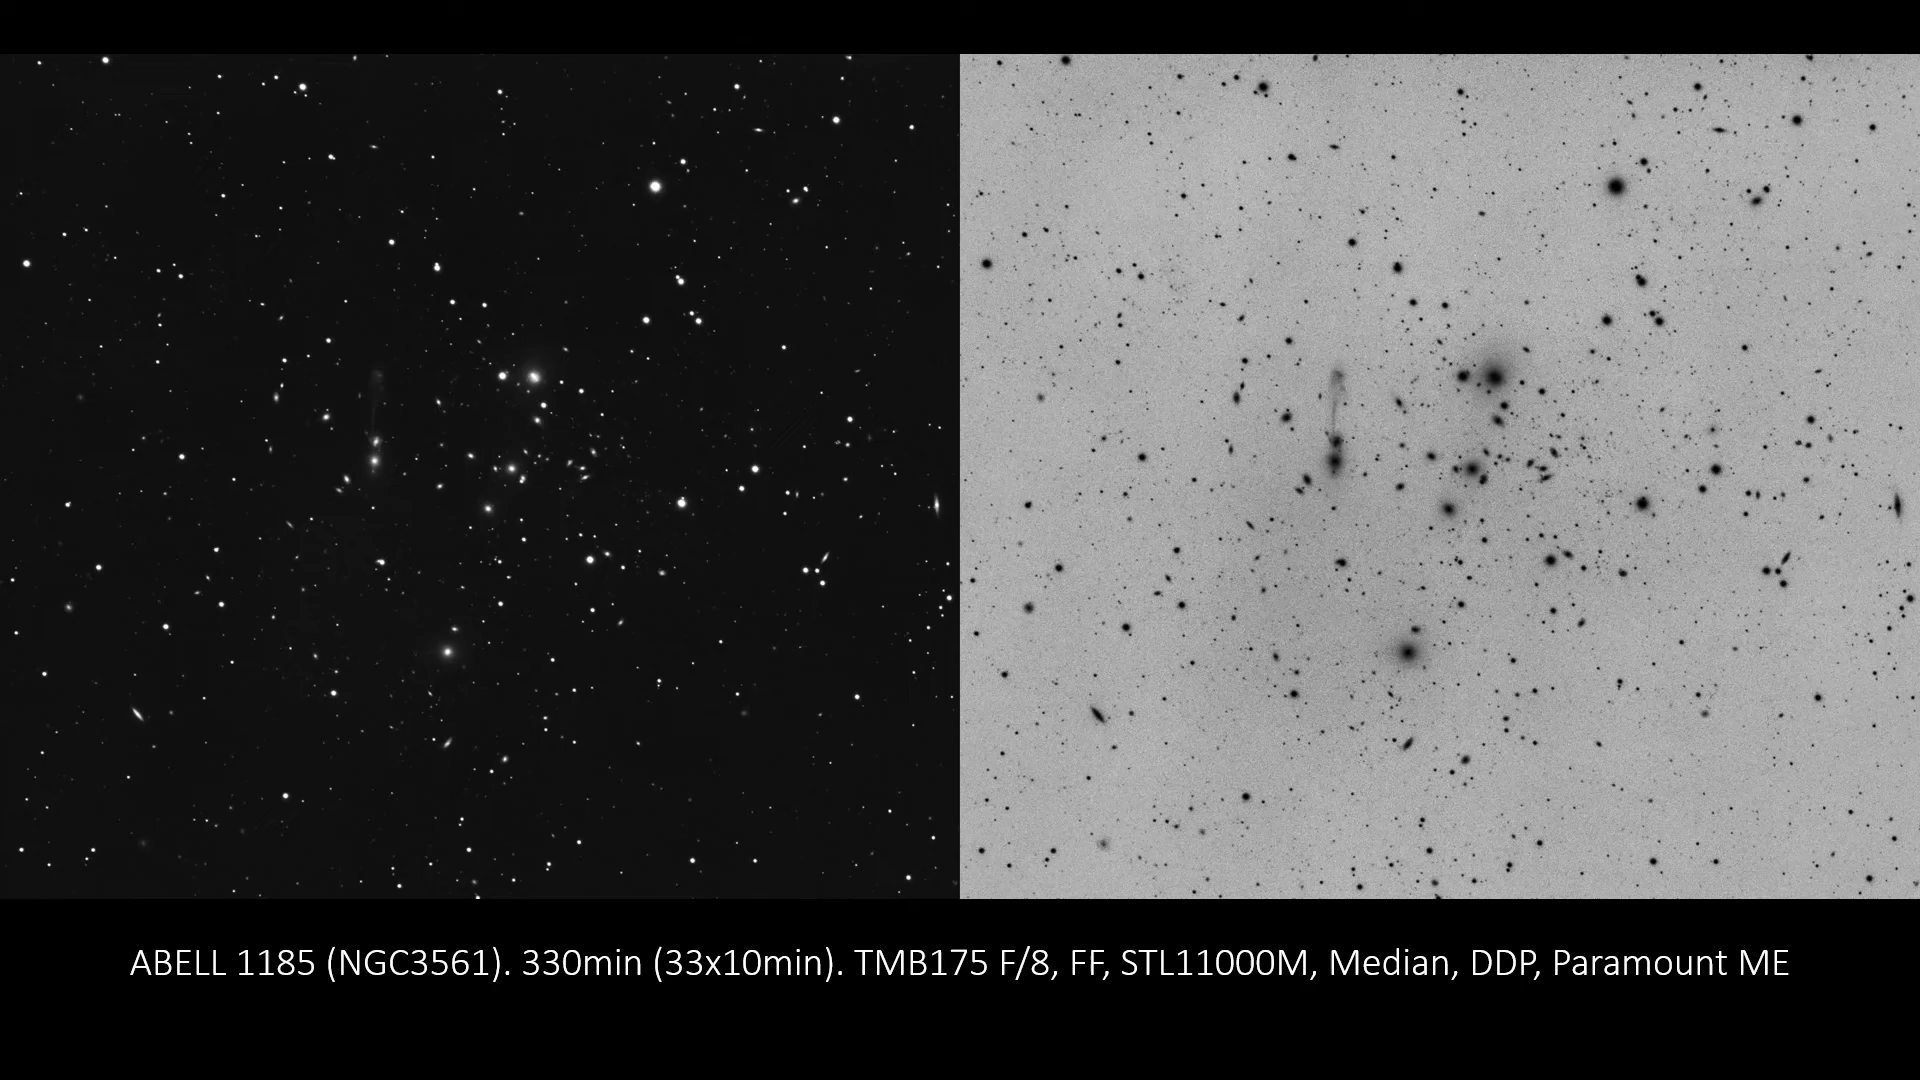 ABELL 1185 (NGC3561). 330min (33x10min). TMB175 F/8, FF, STL11000M, Median, DDP, Paramount ME